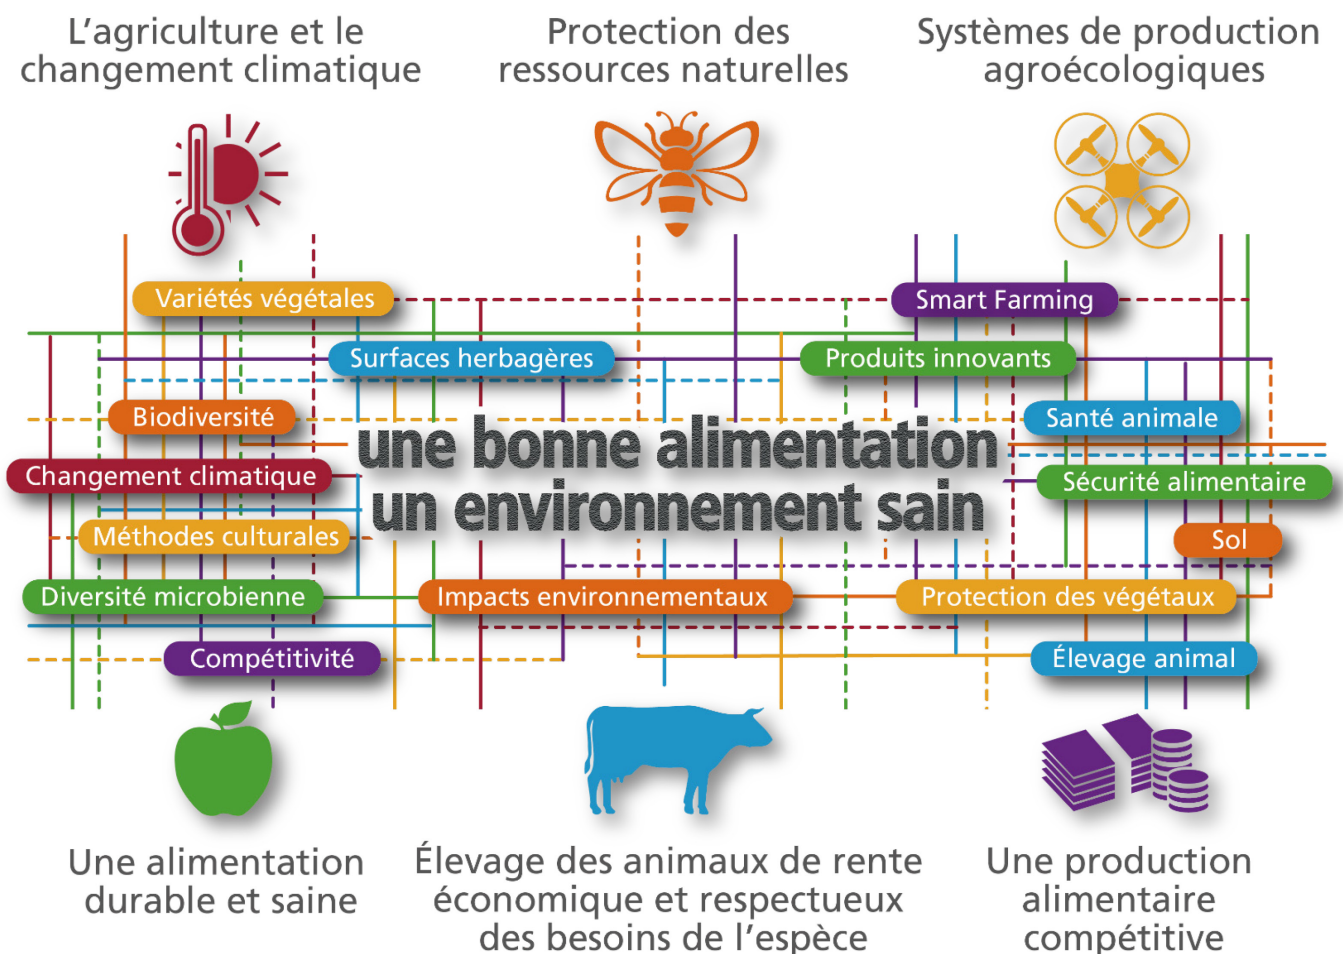 L'agriculture et le
changement climatique
Protection des
ressources naturelles
Systèmes de production
agroécologiques
Variétés végétales
Smart Farming
Surfaces herbagères
Produits innovants
Biodiversité
Santé animale
une bonne alimentation
un environnement sain
Changement climatique
Sécurité alimentaire
Méthodes culturales
Sol
Diversité microbienne
Impacts environnementaux
Protection des végétaux
Compétitivité
Élevage animal
Une alimentation
durable et saine
Élevage des animaux de rente
économique et respectueux
des besoins de l'espèce
Une production
alimentaire
compétitive